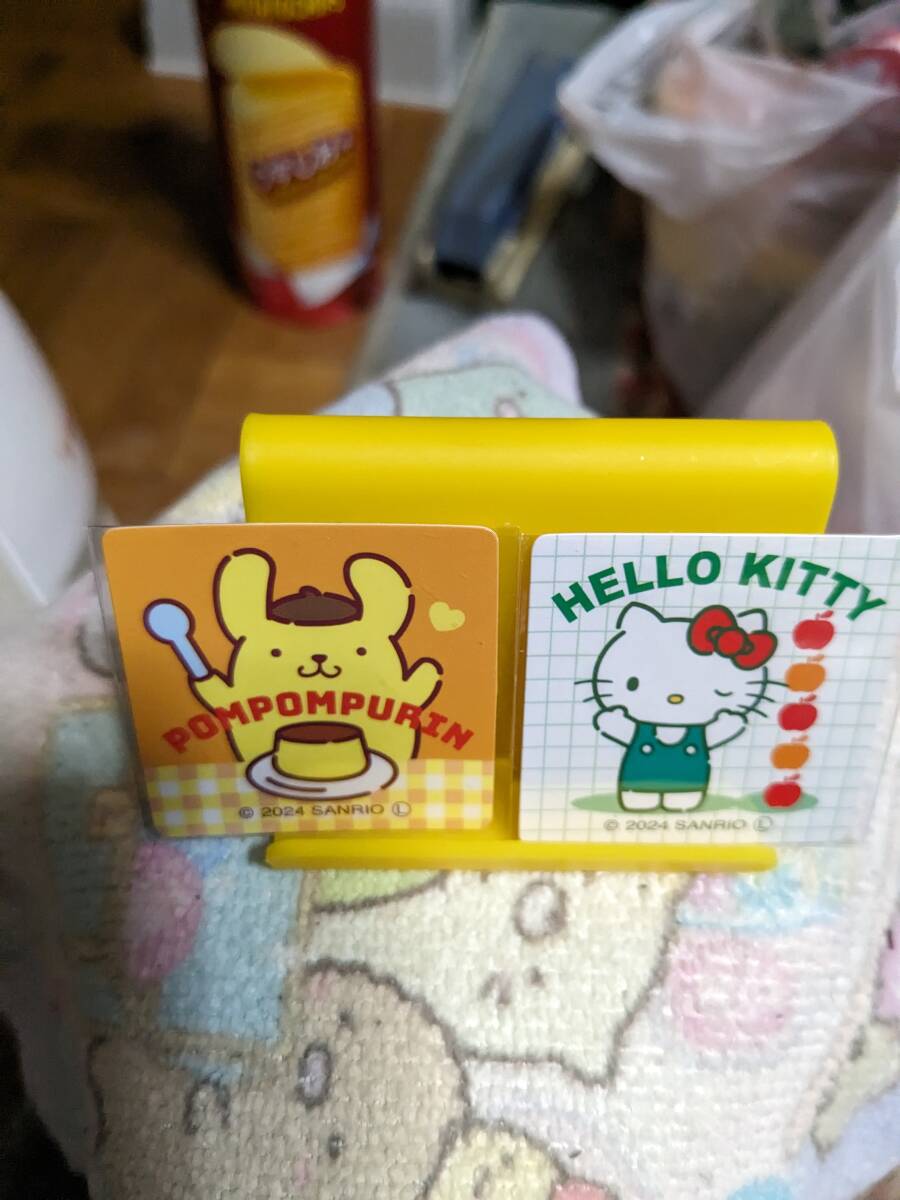 POMPOMPURIN
© 2024 SANRIO Ⓛ
HELLO KITTY
© 2024 SANRIO Ⓛ